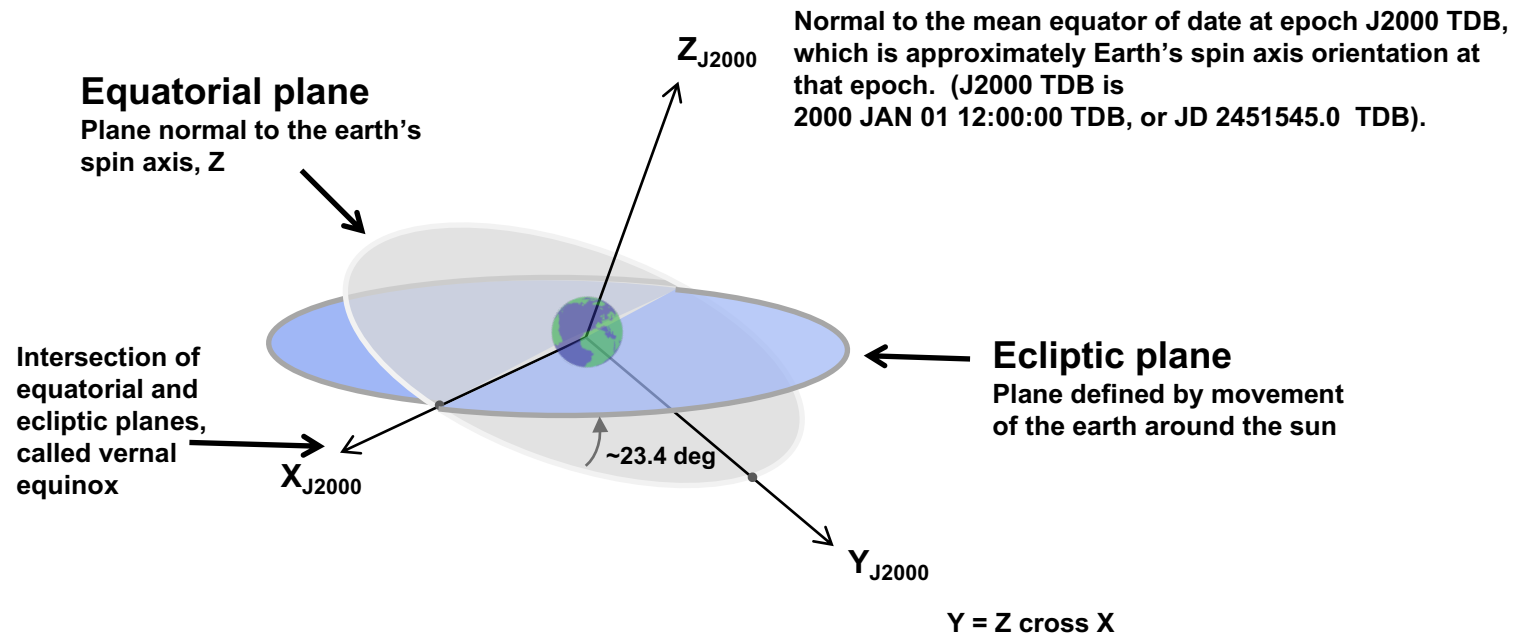 Normal to the mean equator of date at epoch J2000 TDB,
which is approximately Earth’s spin axis orientation at
that epoch.  (J2000 TDB is
2000 JAN 01 12:00:00 TDB, or JD 2451545.0  TDB).
Z_J2000
Equatorial plane
Plane normal to the earth’s
spin axis, Z
Intersection of
equatorial and
ecliptic planes,
called vernal
equinox
X_J2000
~23.4 deg
Ecliptic plane
Plane defined by movement
of the earth around the sun
Y_J2000
Y = Z cross X